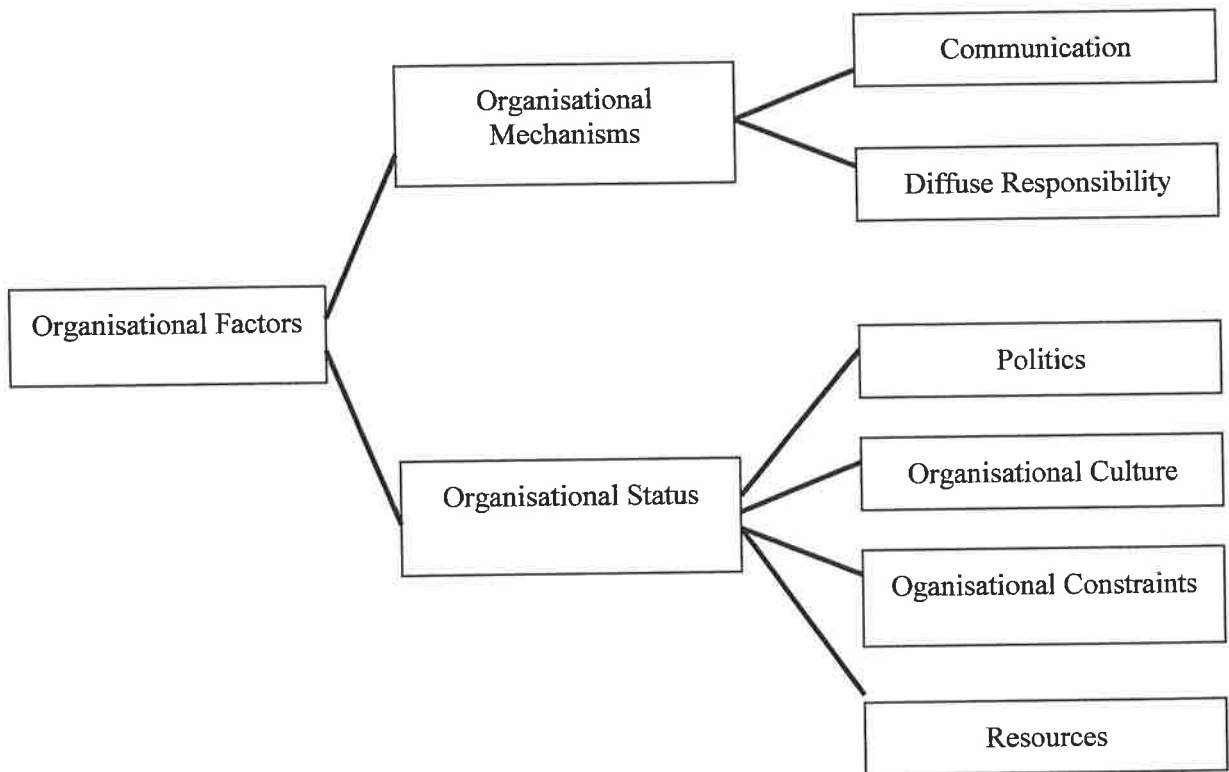 Communication
Organisational
Mechanisms
Diffuse Responsibility
Organisational Factors
Politics
Organisational Culture
Organisational Status
Oganisational Constraints
Resources